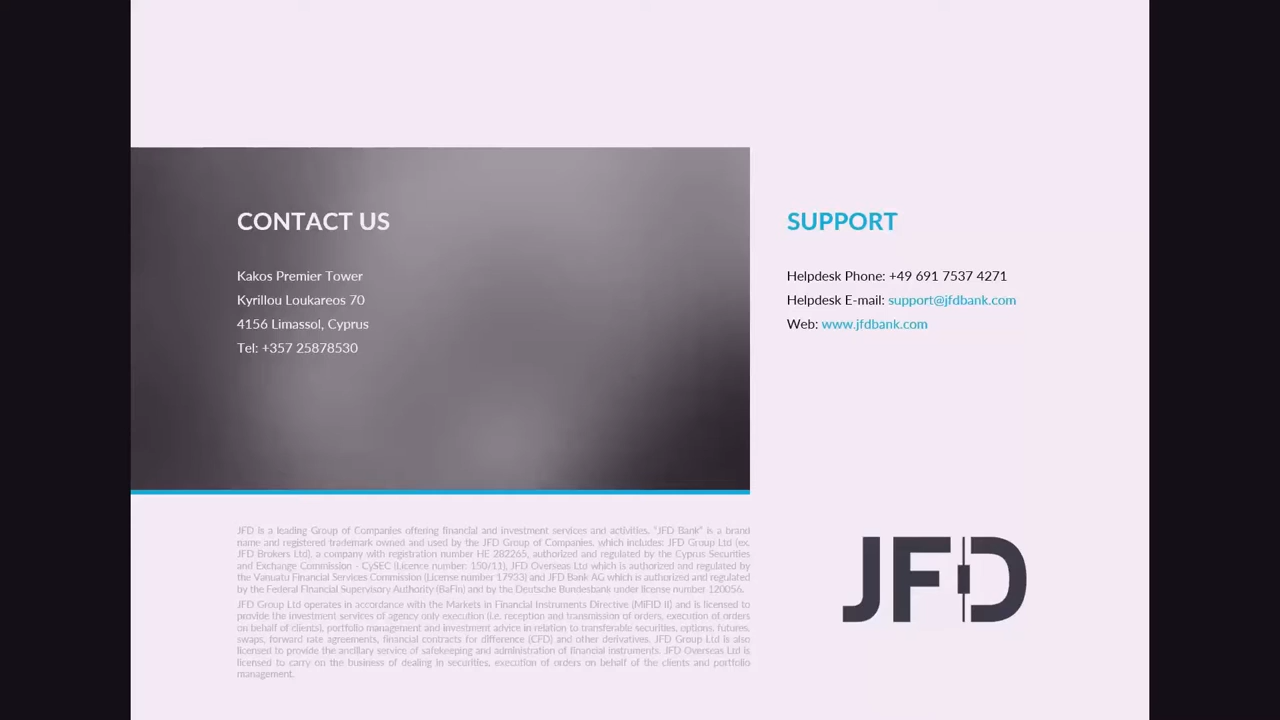 CONTACT US
Kakos Premier Tower
Kyrillou Loukareos 70
4156 Limassol, Cyprus
Tel: +357 25878530
SUPPORT
Helpdesk Phone: +49 691 7537 4271
Helpdesk E-mail: support@jfdbank.com
Web: www.jfdbank.com
JFD is a leading Group of Companies offering financial and investment services and activities. "JFD Bank" is a brand
name and registered trademark owned and used by the JFD Group of Companies, which includes: JFD Group Ltd (ex.
JFD Brokers Ltd), a company with registration number HE 282265, authorized and regulated by the Cyprus Securities
and Exchange Commission - CySEC (Licence number: 150/11), JFD Overseas Ltd which is authorized and regulated by
the Vanuatu Financial Services Commission (License number 17933) and JFD Bank AG which is authorized and regulated
by the Federal Financial Supervisory Authority (BaFin) and by the Deutsche Bundesbank under license number 120056.
JFD Group Ltd operates in accordance with the Markets in Financial Instruments Directive (MiFID II) and is licensed to
provide the investment services of agency only execution (i.e. reception and transmission of orders, execution of orders
on behalf of clients), portfolio management and investment advice in relation to transferable securities, options, futures,
swaps, forward rate agreements, financial contracts for difference (CFD) and other derivatives. JFD Group Ltd is also
licensed to provide the ancillary service of safekeeping and administration of financial instruments. JFD Overseas Ltd is
licensed to carry on the business of dealing in securities, execution of orders on behalf of the clients and portfolio
management.
JFD